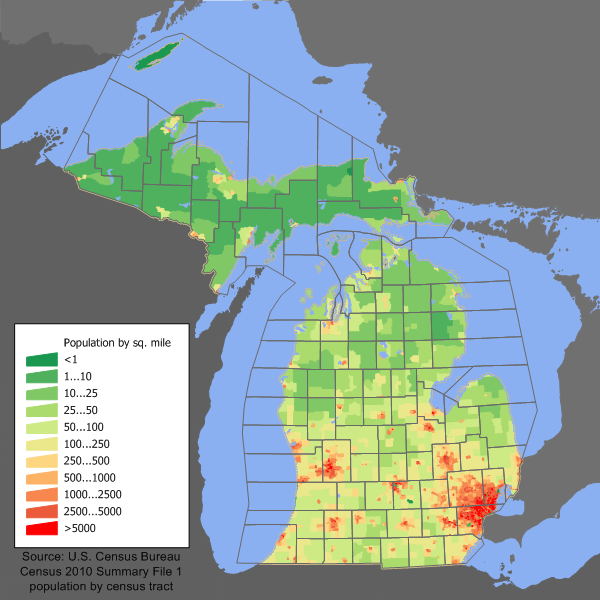 Population by sq. mile
<1
1...10
10...25
25...50
50...100
100...250
250...500
500...1000
1000...2500
2500...5000
>5000
Source: U.S. Census Bureau
Census 2010 Summary File 1
population by census tract